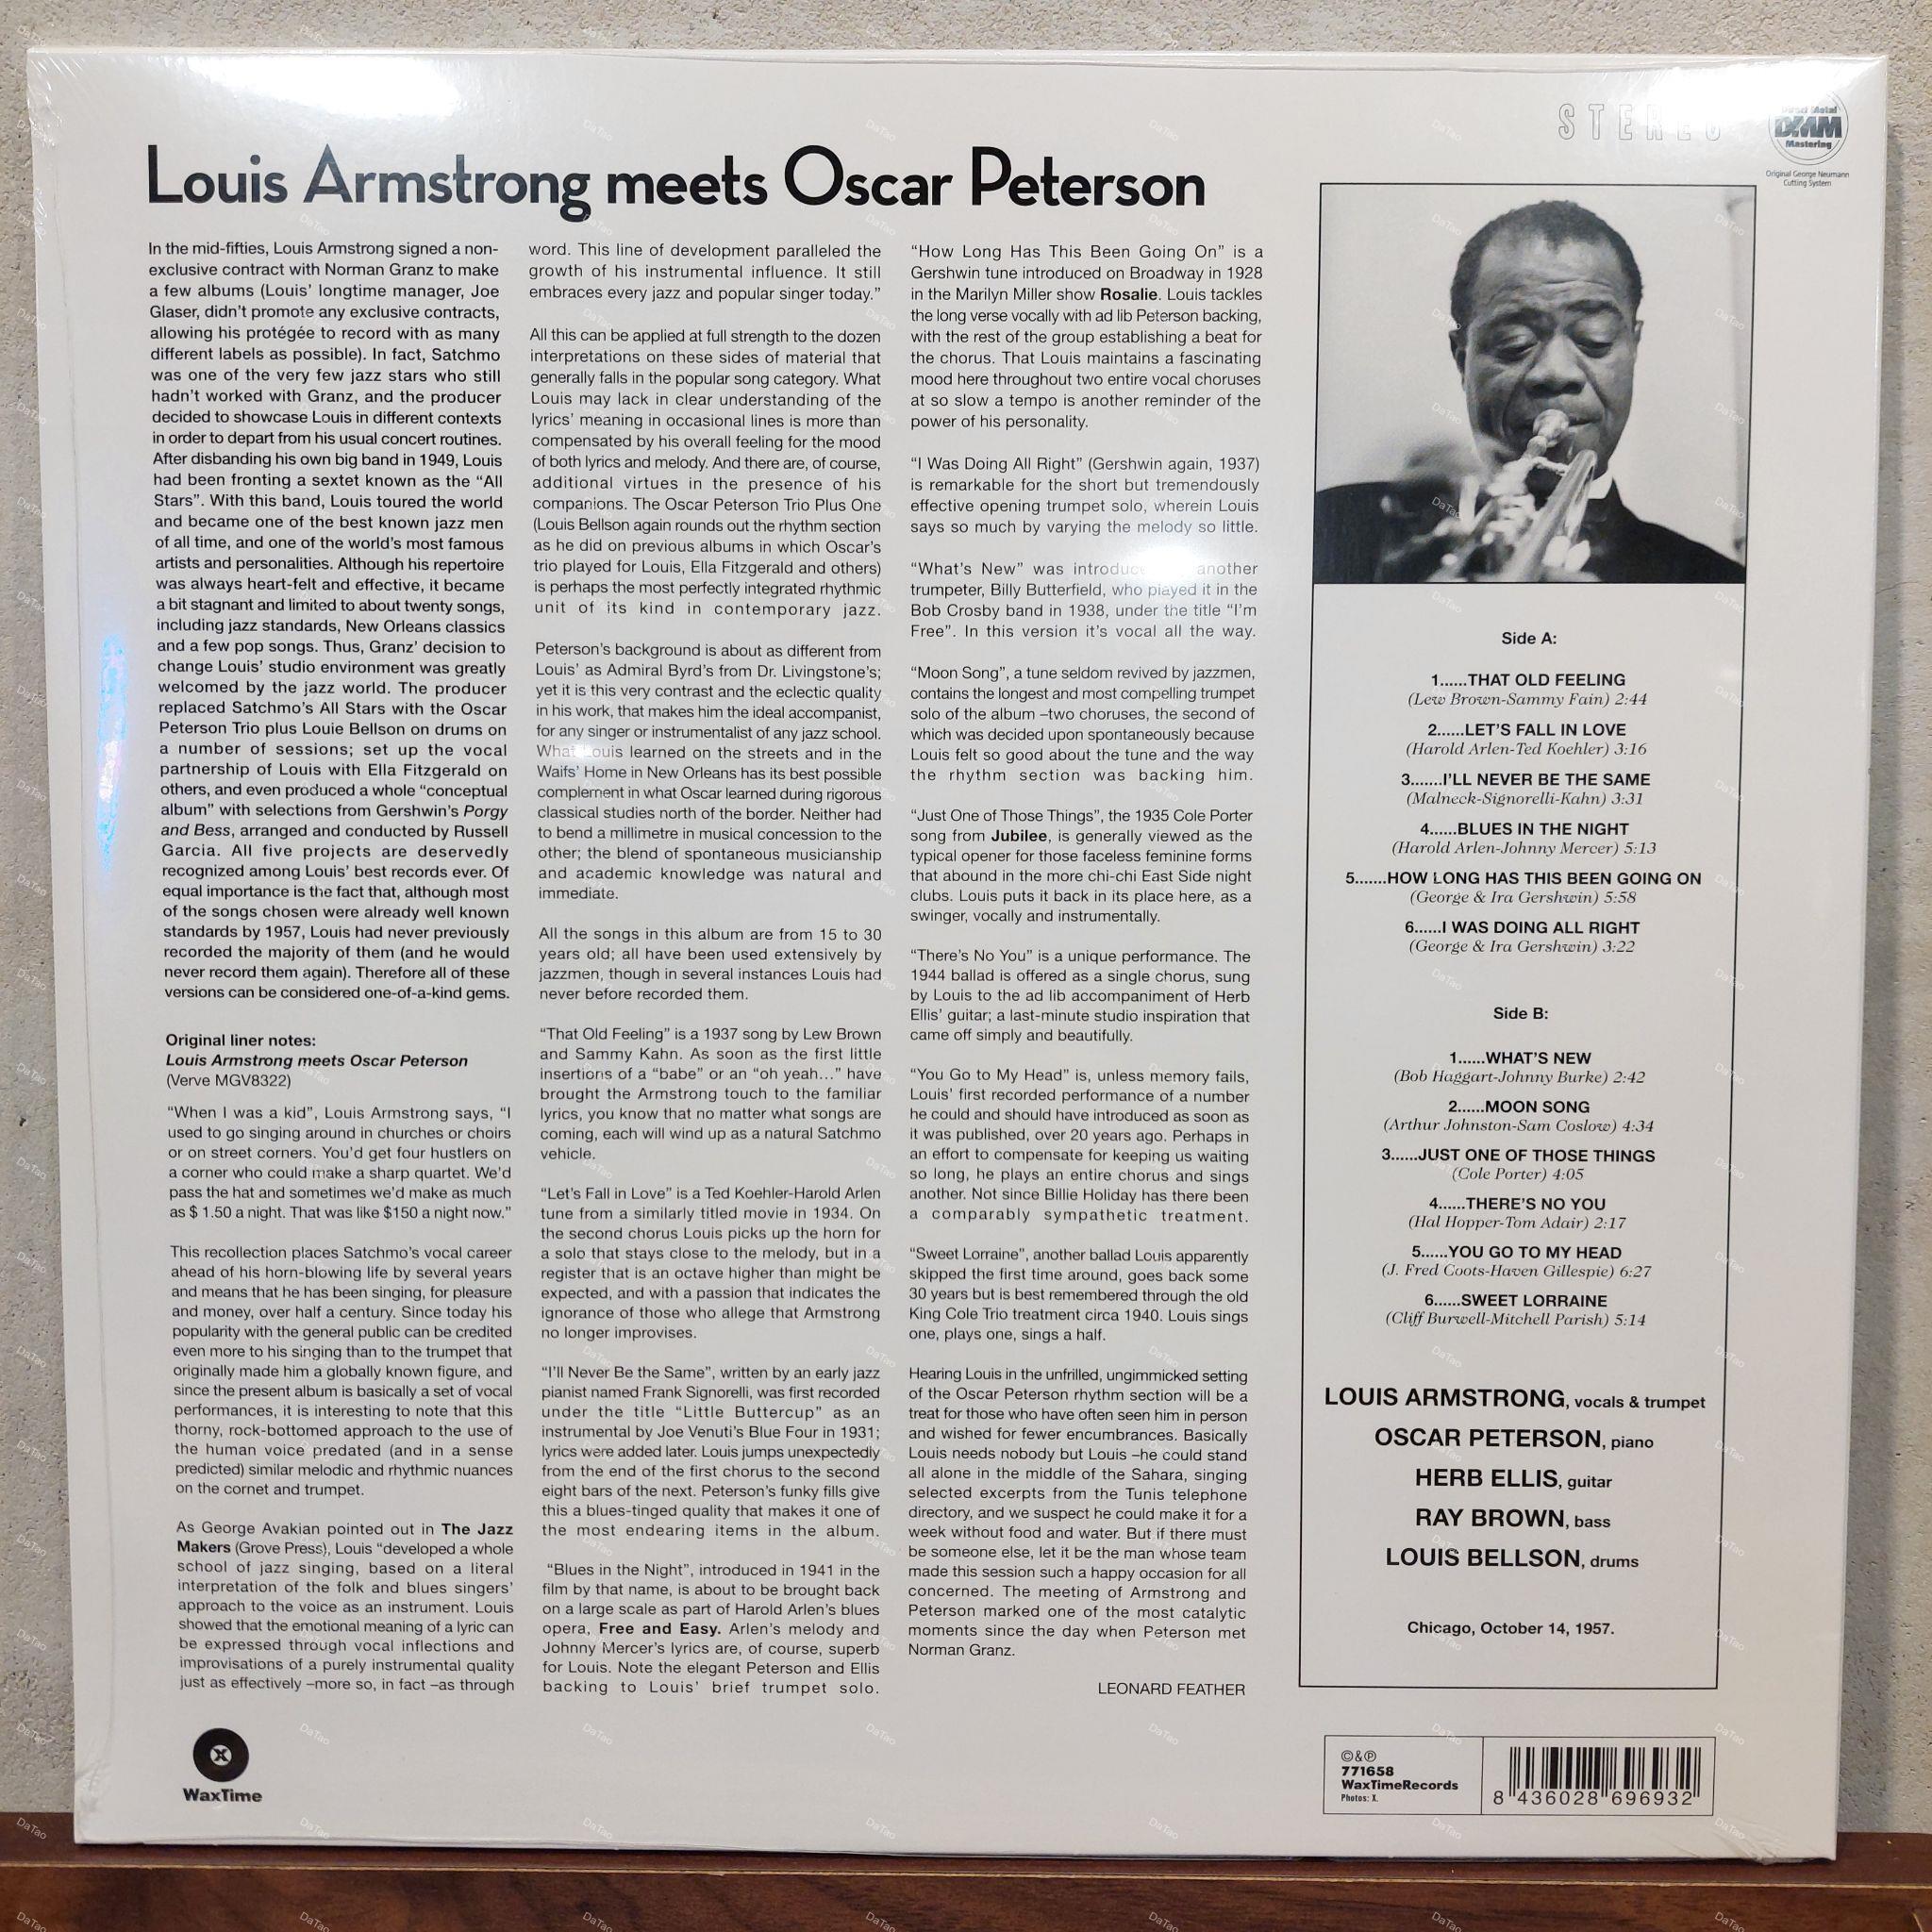 STEREO
Direct Metal
DMM
Mastering
Original George Neumann
Cutting System
Louis Armstrong meets Oscar Peterson
In the mid-fifties, Louis Armstrong signed a non-
exclusive contract with Norman Granz to make
a few albums (Louis’ longtime manager, Joe
Glaser, didn’t promote any exclusive contracts,
allowing his protégée to record with as many
different labels as possible). In fact, Satchmo
was one of the very few jazz stars who still
hadn’t worked with Granz, and the producer
decided to showcase Louis in different contexts
in order to depart from his usual concert routines.
After disbanding his own big band in 1949, Louis
had been fronting a sextet known as the “All
Stars”. With this band, Louis toured the world
and became one of the best known jazz men
of all time, and one of the world’s most famous
artists and personalities. Although his repertoire
was always heart-felt and effective, it became
a bit stagnant and limited to about twenty songs,
including jazz standards, New Orleans classics
and a few pop songs. Thus, Granz’ decision to
change Louis’ studio environment was greatly
welcomed by the jazz world. The producer
replaced Satchmo’s All Stars with the Oscar
Peterson Trio plus Louie Bellson on drums on
a number of sessions; set up the vocal
partnership of Louis with Ella Fitzgerald on
others, and even produced a whole “conceptual
album” with selections from Gershwin’s Porgy
and Bess, arranged and conducted by Russell
Garcia. All five projects are deservedly
recognized among Louis’ best records ever. Of
equal importance is the fact that, although most
of the songs chosen were already well known
standards by 1957, Louis had never previously
recorded the majority of them (and he would
never record them again). Therefore all of these
versions can be considered one-of-a-kind gems.
Original liner notes:
Louis Armstrong meets Oscar Peterson
(Verve MGV8322)
“When I was a kid”, Louis Armstrong says, “I
used to go singing around in churches or choirs
or on street corners. You’d get four hustlers on
a corner who could make a sharp quartet. We’d
pass the hat and sometimes we’d make as much
as $ 1.50 a night. That was like $150 a night now.”
This recollection places Satchmo’s vocal career
ahead of his horn-blowing life by several years
and means that he has been singing, for pleasure
and money, over half a century. Since today his
popularity with the general public can be credited
even more to his singing than to the trumpet that
originally made him a globally known figure, and
since the present album is basically a set of vocal
performances, it is interesting to note that this
thorny, rock-bottomed approach to the use of
the human voice predated (and in a sense
predicted) similar melodic and rhythmic nuances
on the cornet and trumpet.
As George Avakian pointed out in The Jazz
Makers (Grove Press), Louis “developed a whole
school of jazz singing, based on a literal
interpretation of the folk and blues singers’
approach to the voice as an instrument. Louis
showed that the emotional meaning of a lyric can
be expressed through vocal inflections and
improvisations of a purely instrumental quality
just as effectively –more so, in fact –as through
word. This line of development paralleled the
growth of his instrumental influence. It still
embraces every jazz and popular singer today.”
All this can be applied at full strength to the dozen
interpretations on these sides of material that
generally falls in the popular song category. What
Louis may lack in clear understanding of the
lyrics’ meaning in occasional lines is more than
compensated by his overall feeling for the mood
of both lyrics and melody. And there are, of course,
additional virtues in the presence of his
companions. The Oscar Peterson Trio Plus One
(Louis Bellson again rounds out the rhythm section
as he did on previous albums in which Oscar’s
trio played for Louis, Ella Fitzgerald and others)
is perhaps the most perfectly integrated rhythmic
unit of its kind in contemporary jazz.
Peterson’s background is about as different from
Louis’ as Admiral Byrd’s from Dr. Livingstone’s;
yet it is this very contrast and the eclectic quality
in his work, that makes him the ideal accompanist,
for any singer or instrumentalist of any jazz school.
What Louis learned on the streets and in the
Waifs’ Home in New Orleans has its best possible
complement in what Oscar learned during rigorous
classical studies north of the border. Neither had
to bend a millimetre in musical concession to the
other; the blend of spontaneous musicianship
and academic knowledge was natural and
immediate.
All the songs in this album are from 15 to 30
years old; all have been used extensively by
jazzmen, though in several instances Louis had
never before recorded them.
“That Old Feeling” is a 1937 song by Lew Brown
and Sammy Kahn. As soon as the first little
insertions of a “babe” or an “oh yeah...” have
brought the Armstrong touch to the familiar
lyrics, you know that no matter what songs are
coming, each will wind up as a natural Satchmo
vehicle.
“Let’s Fall in Love” is a Ted Koehler-Harold Arlen
tune from a similarly titled movie in 1934. On
the second chorus Louis picks up the horn for
a solo that stays close to the melody, but in a
register that is an octave higher than might be
expected, and with a passion that indicates the
ignorance of those who allege that Armstrong
no longer improvises.
“I’ll Never Be the Same”, written by an early jazz
pianist named Frank Signorelli, was first recorded
under the title “Little Buttercup” as an
instrumental by Joe Venuti’s Blue Four in 1931;
lyrics were added later. Louis jumps unexpectedly
from the end of the first chorus to the second
eight bars of the next. Peterson’s funky fills give
this a blues-tinged quality that makes it one of
the most endearing items in the album.
“Blues in the Night”, introduced in 1941 in the
film by that name, is about to be brought back
on a large scale as part of Harold Arlen’s blues
opera, Free and Easy. Arlen’s melody and
Johnny Mercer’s lyrics are, of course, superb
for Louis. Note the elegant Peterson and Ellis
backing to Louis’ brief trumpet solo.
“How Long Has This Been Going On” is a
Gershwin tune introduced on Broadway in 1928
in the Marilyn Miller show Rosalie. Louis tackles
the long verse vocally with ad lib Peterson backing,
with the rest of the group establishing a beat for
the chorus. That Louis maintains a fascinating
mood here throughout two entire vocal choruses
at so slow a tempo is another reminder of the
power of his personality.
“I Was Doing All Right” (Gershwin again, 1937)
is remarkable for the short but tremendously
effective opening trumpet solo, wherein Louis
says so much by varying the melody so little.
“What’s New” was another
trumpeter, Billy Butterfield, who played it in the
Bob Crosby band in 1938, under the title “I’m
Free”. In this version it’s vocal all the way.
“Moon Song”, a tune seldom revived by jazzmen,
contains the longest and most compelling trumpet
solo of the album –two choruses, the second of
which was decided upon spontaneously because
Louis felt so good about the tune and the way
the rhythm section was backing him.
“Just One of Those Things”, the 1935 Cole Porter
song from Jubilee, is generally viewed as the
typical opener for those faceless feminine forms
that abound in the more chi-chi East Side night
clubs. Louis puts it back in its place here, as a
swinger, vocally and instrumentally.
“There’s No You” is a unique performance. The
1944 ballad is offered as a single chorus, sung
by Louis to the ad lib accompaniment of Herb
Ellis’ guitar; a last-minute studio inspiration that
came off simply and beautifully.
“You Go to My Head” is, unless memory fails,
Louis’ first recorded performance of a number
he could and should have introduced as soon as
it was published, over 20 years ago. Perhaps in
an effort to compensate for keeping us waiting
so long, he plays an entire chorus and sings
another. Not since Billie Holiday has there been
a comparably sympathetic treatment.
“Sweet Lorraine”, another ballad Louis apparently
skipped the first time around, goes back some
30 years but is best remembered through the old
King Cole Trio treatment circa 1940. Louis sings
one, plays one, sings a half.
Hearing Louis in the unfrilled, ungimmicked setting
of the Oscar Peterson rhythm section will be a
treat for those who have often seen him in person
and wished for fewer encumbrances. Basically
Louis needs nobody but Louis –he could stand
all alone in the middle of the Sahara, singing
selected excerpts from the Tunis telephone
directory, and we suspect he could make it for a
week without food and water. But if there must
be someone else, let it be the man whose team
made this session such a happy occasion for all
concerned. The meeting of Armstrong and
Peterson marked one of the most catalytic
moments since the day when Peterson met
Norman Granz.
LEONARD FEATHER
Side A:
1......THAT OLD FEELING
(Lew Brown-Sammy Fain) 2:44
2......LET’S FALL IN LOVE
(Harold Arlen-Ted Koehler) 3:16
3.......I’LL NEVER BE THE SAME
(Malneck-Signorelli-Kahn) 3:31
4......BLUES IN THE NIGHT
(Harold Arlen-Johnny Mercer) 5:13
5.......HOW LONG HAS THIS BEEN GOING ON
(George & Ira Gershwin) 5:58
6......I WAS DOING ALL RIGHT
(George & Ira Gershwin) 3:22
Side B:
1......WHAT’S NEW
(Bob Haggart-Johnny Burke) 2:42
2......MOON SONG
(Arthur Johnston-Sam Coslow) 4:34
3......JUST ONE OF THOSE THINGS
(Cole Porter) 4:05
4......THERE’S NO YOU
(Hal Hopper-Tom Adair) 2:17
5......YOU GO TO MY HEAD
(J. Fred Coots-Haven Gillespie) 6:27
6......SWEET LORRAINE
(Cliff Burwell-Mitchell Parish) 5:14
LOUIS ARMSTRONG, vocals & trumpet
OSCAR PETERSON, piano
HERB ELLIS, guitar
RAY BROWN, bass
LOUIS BELLSON, drums
Chicago, October 14, 1957.
WaxTime
©&℗
771658
WaxTimeRecords
Photos: X.
8 436028 696932
DaTao